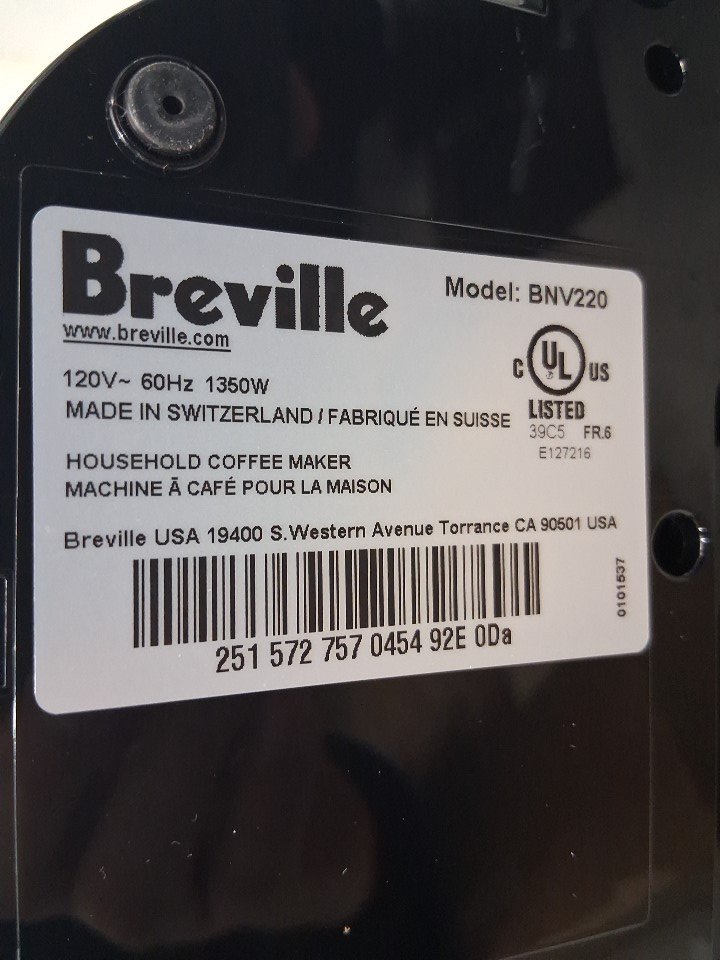 Breville
www.breville.com
Model: BNV220
120V~ 60Hz 1350W
MADE IN SWITZERLAND / FABRIQUÉ EN SUISSE
C UL US
LISTED
39C5 FR.6
E127216
HOUSEHOLD COFFEE MAKER
MACHINE Ā CAFÉ POUR LA MAISON
Breville USA 19400 S.Western Avenue Torrance CA 90501 USA
251 572 757 0454 92E 0Da
0101537